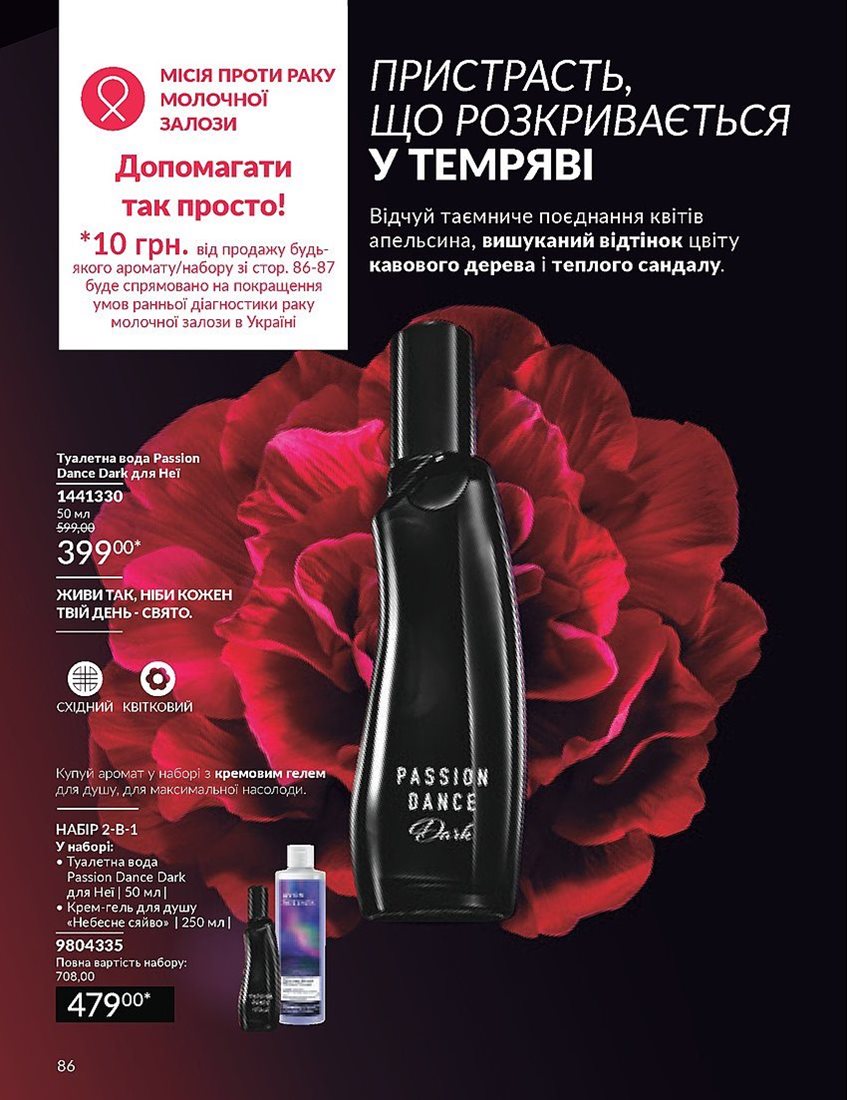 МІСІЯ ПРОТИ РАКУ
МОЛОЧНОЇ
ЗАЛОЗИ
Допомагати
так просто!
*10 грн. від продажу будь-
якого аромату/набору зі стор. 86-87
буде спрямовано на покращення
умов ранньої діагностики раку
молочної залози в Україні
ПРИСТРАСТЬ,
ЩО РОЗКРИВАЄТЬСЯ
У ТЕМРЯВІ
Відчуй таємниче поєднання квітів
апельсина, вишуканий відтінок цвіту
кавового дерева і теплого сандалу.
Туалетна вода Passion
Dance Dark для Неї
1441330
50 мл
599,00
39900*
ЖИВИ ТАК, НІБИ КОЖЕН
ТВІЙ ДЕНЬ - СВЯТО.
СХІДНИЙ КВІТКОВИЙ
Купуй аромат у наборі з кремовим гелем
для душу, для максимальної насолоди.
НАБІР 2-В-1
У наборі:
• Туалетна вода
Passion Dance Dark
для Неї | 50 мл |
• Крем-гель для душу
«Небесне сяйво» | 250 мл |
9804335
Повна вартість набору:
708,00
47900*
PASSION
DANCE
Dark
PASSION
DANCE
86